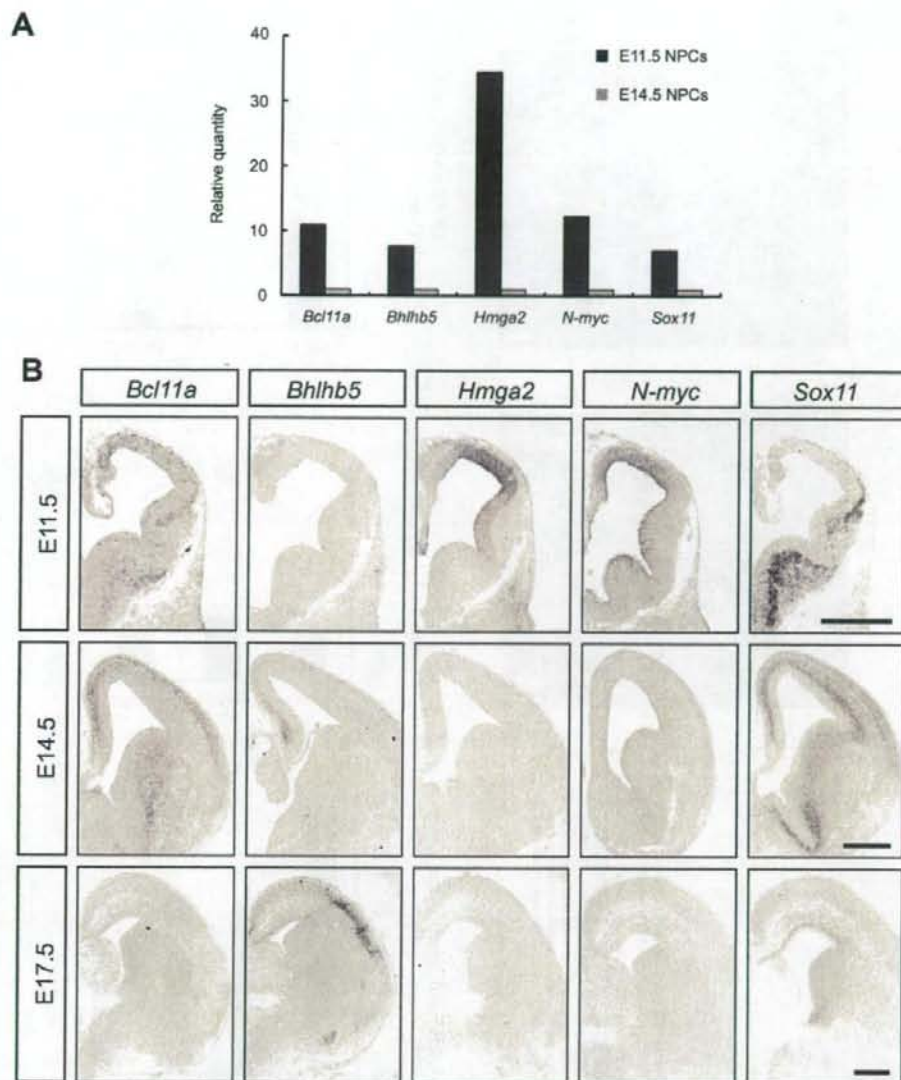 A
40
30
20
10
0
Relative quantity
E11.5 NPCs
E14.5 NPCs
Bcl11a Bhlhb5 Hmga2 N-myc Sox11
B
Bcl11a Bhlhb5 Hmga2 N-myc Sox11
E11.5
E14.5
E17.5